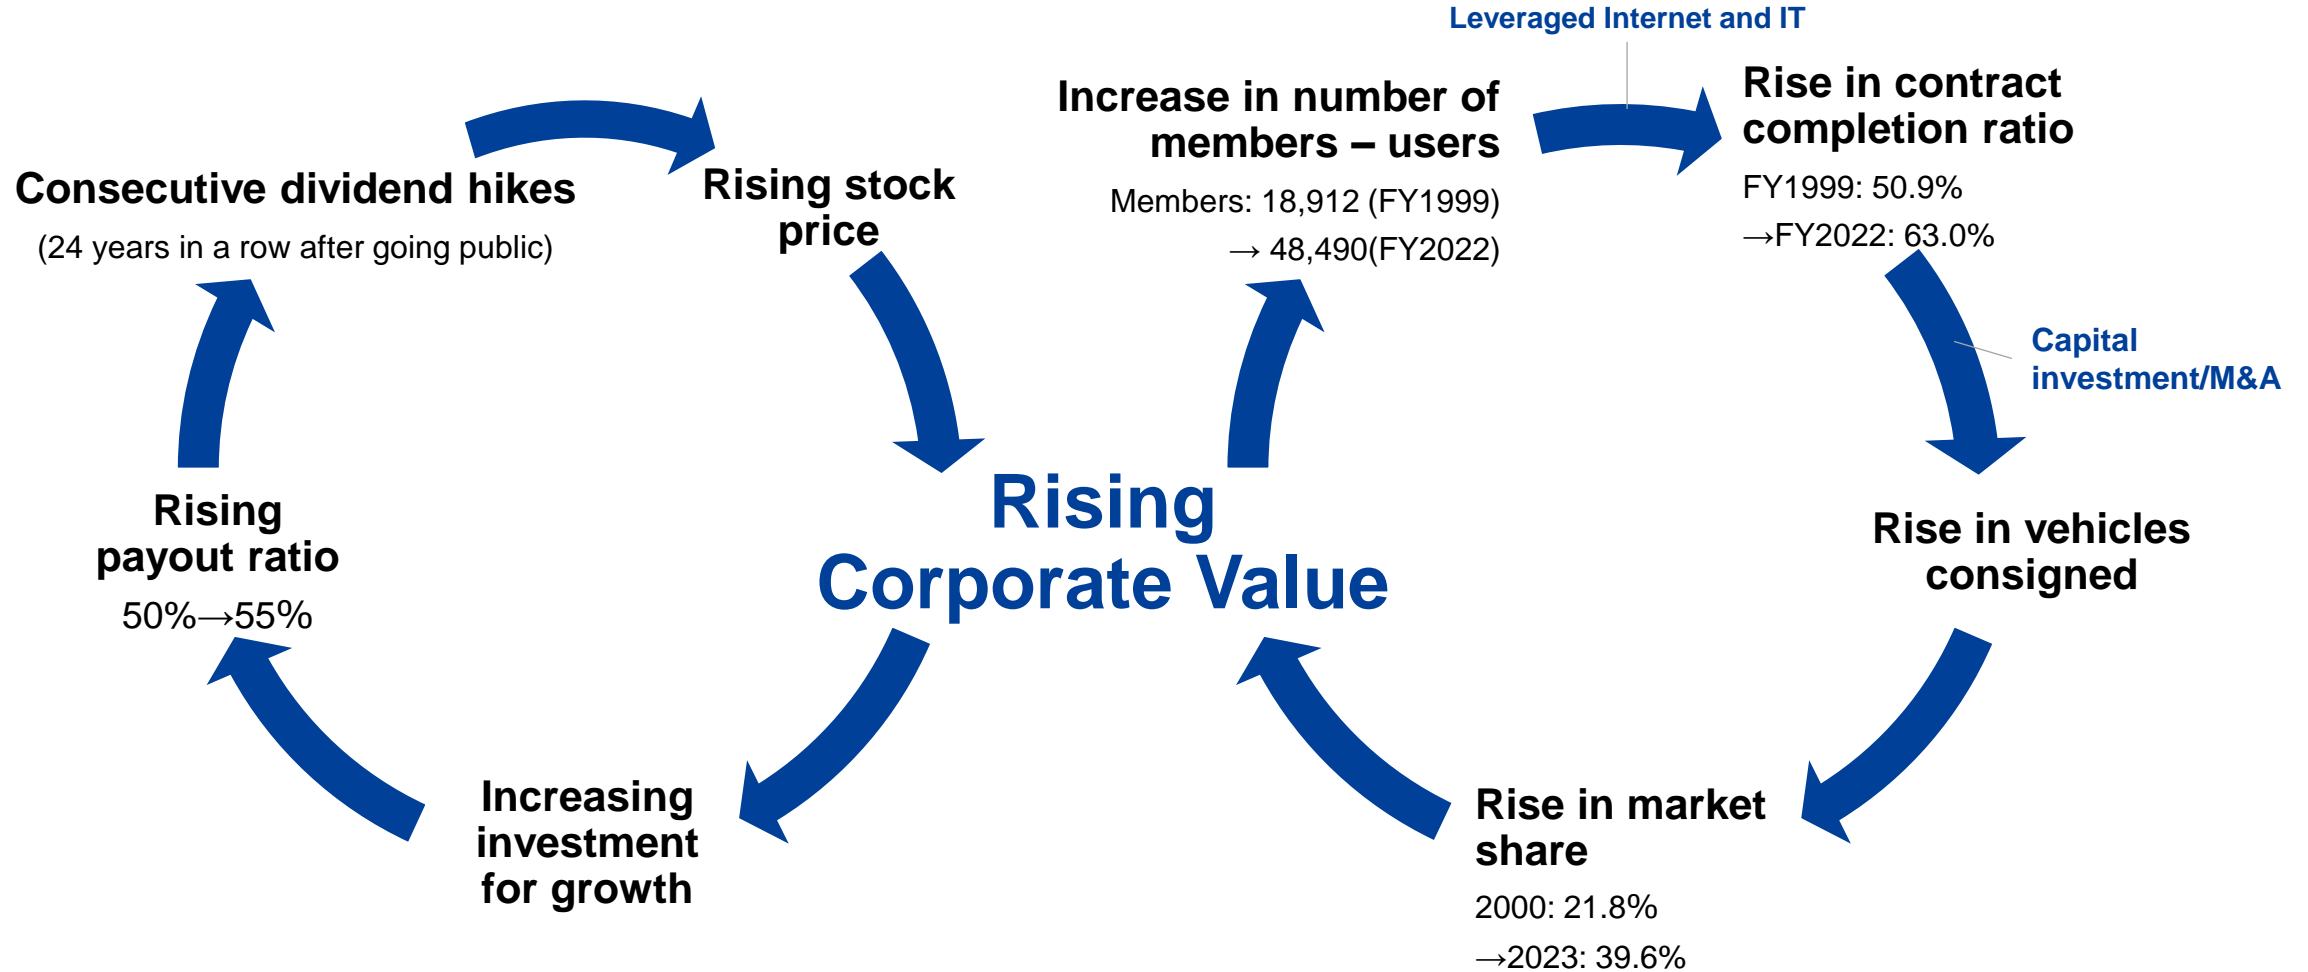 Leveraged Internet and IT
Consecutive dividend hikes
(24 years in a row after going public)
Rising stock
price
Increase in number of
members – users
Members: 18,912 (FY1999)
→ 48,490(FY2022)
Rise in contract
completion ratio
FY1999: 50.9%
→FY2022: 63.0%
Capital
investment/M&A
Rising
payout ratio
50%→55%
Rising
Corporate Value
Rise in vehicles
consigned
Increasing
investment
for growth
Rise in market
share
2000: 21.8%
→2023: 39.6%